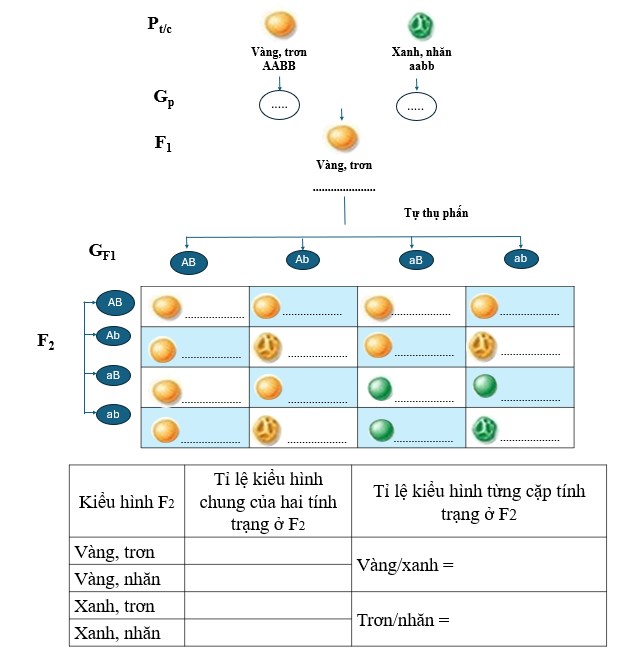 P t/c
Vàng, trơn
AABB
Xanh, nhăn
aabb
Gp
.....
.....
F1
Vàng, trơn
.....................
Tự thụ phấn
GF1
AB
Ab
aB
ab
F2
AB
....................
....................
....................
....................
Ab
....................
....................
....................
....................
aB
....................
....................
....................
....................
ab
....................
....................
....................
....................
Kiểu hình F2
Tỉ lệ kiểu hình
chung của hai tính
trạng ở F2
Tỉ lệ kiểu hình từng cặp tính
trạng ở F2
Vàng, trơn
Vàng, nhăn
Vàng/xanh =
Xanh, trơn
Xanh, nhăn
Trơn/nhăn =